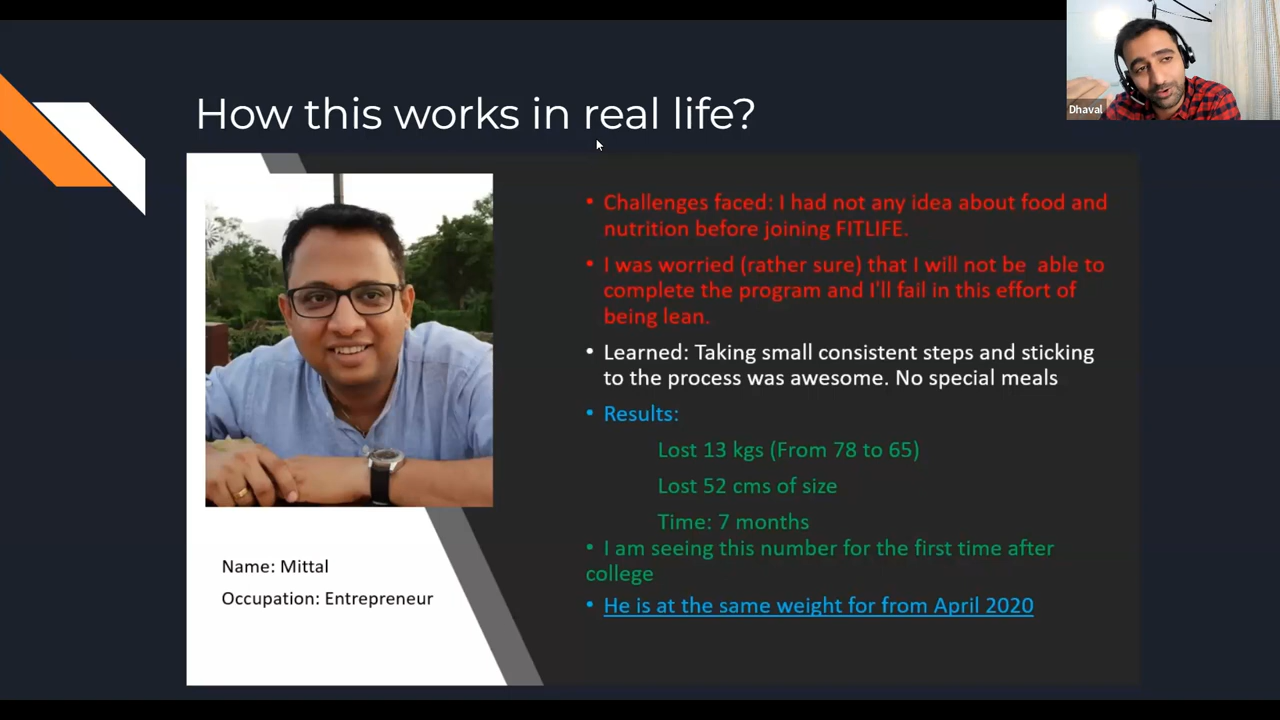 Dhaval
How this works in real life?
• Challenges faced: I had not any idea about food and
nutrition before joining FITLIFE.
• I was worried (rather sure) that I will not be able to
complete the program and I'll fail in this effort of
being lean.
• Learned: Taking small consistent steps and sticking
to the process was awesome. No special meals
• Results:
Lost 13 kgs (From 78 to 65)
Lost 52 cms of size
Time: 7 months
• I am seeing this number for the first time after
college
• He is at the same weight for from April 2020
Name: Mittal
Occupation: Entrepreneur